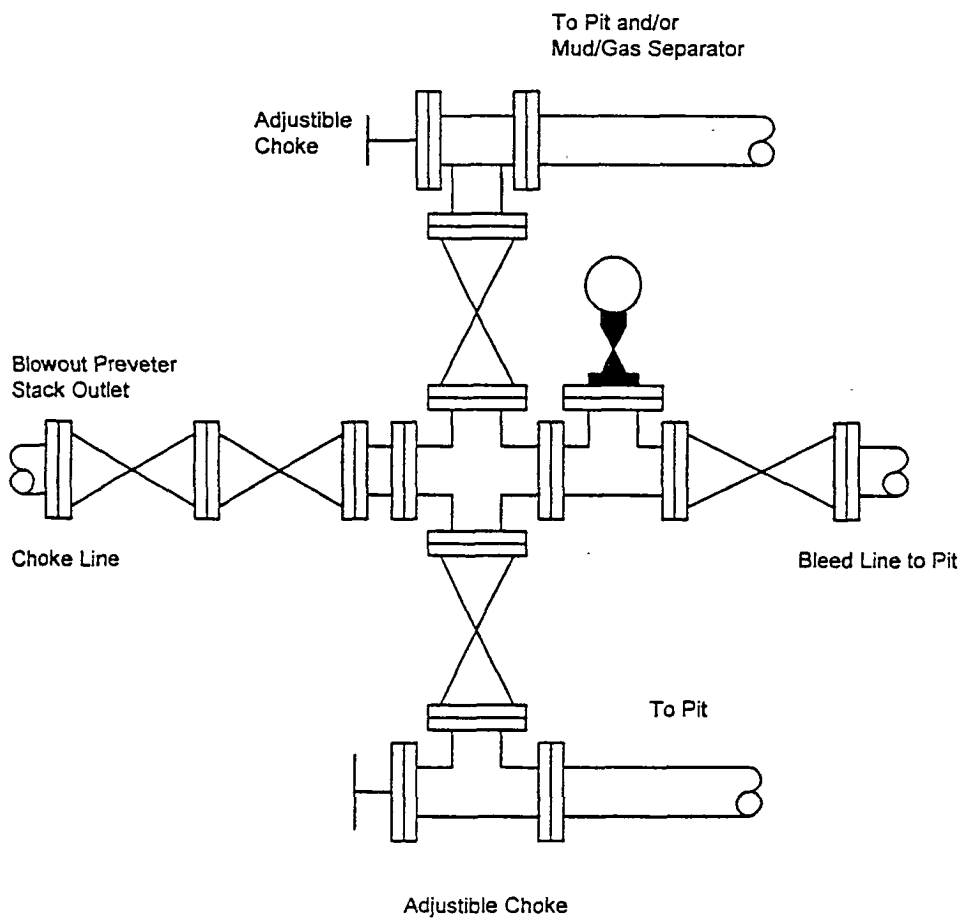 To Pit and/or
Mud/Gas Separator
Adjustible
Choke
Blowout Preveter
Stack Outlet
Choke Line
Bleed Line to Pit
To Pit
Adjustible Choke